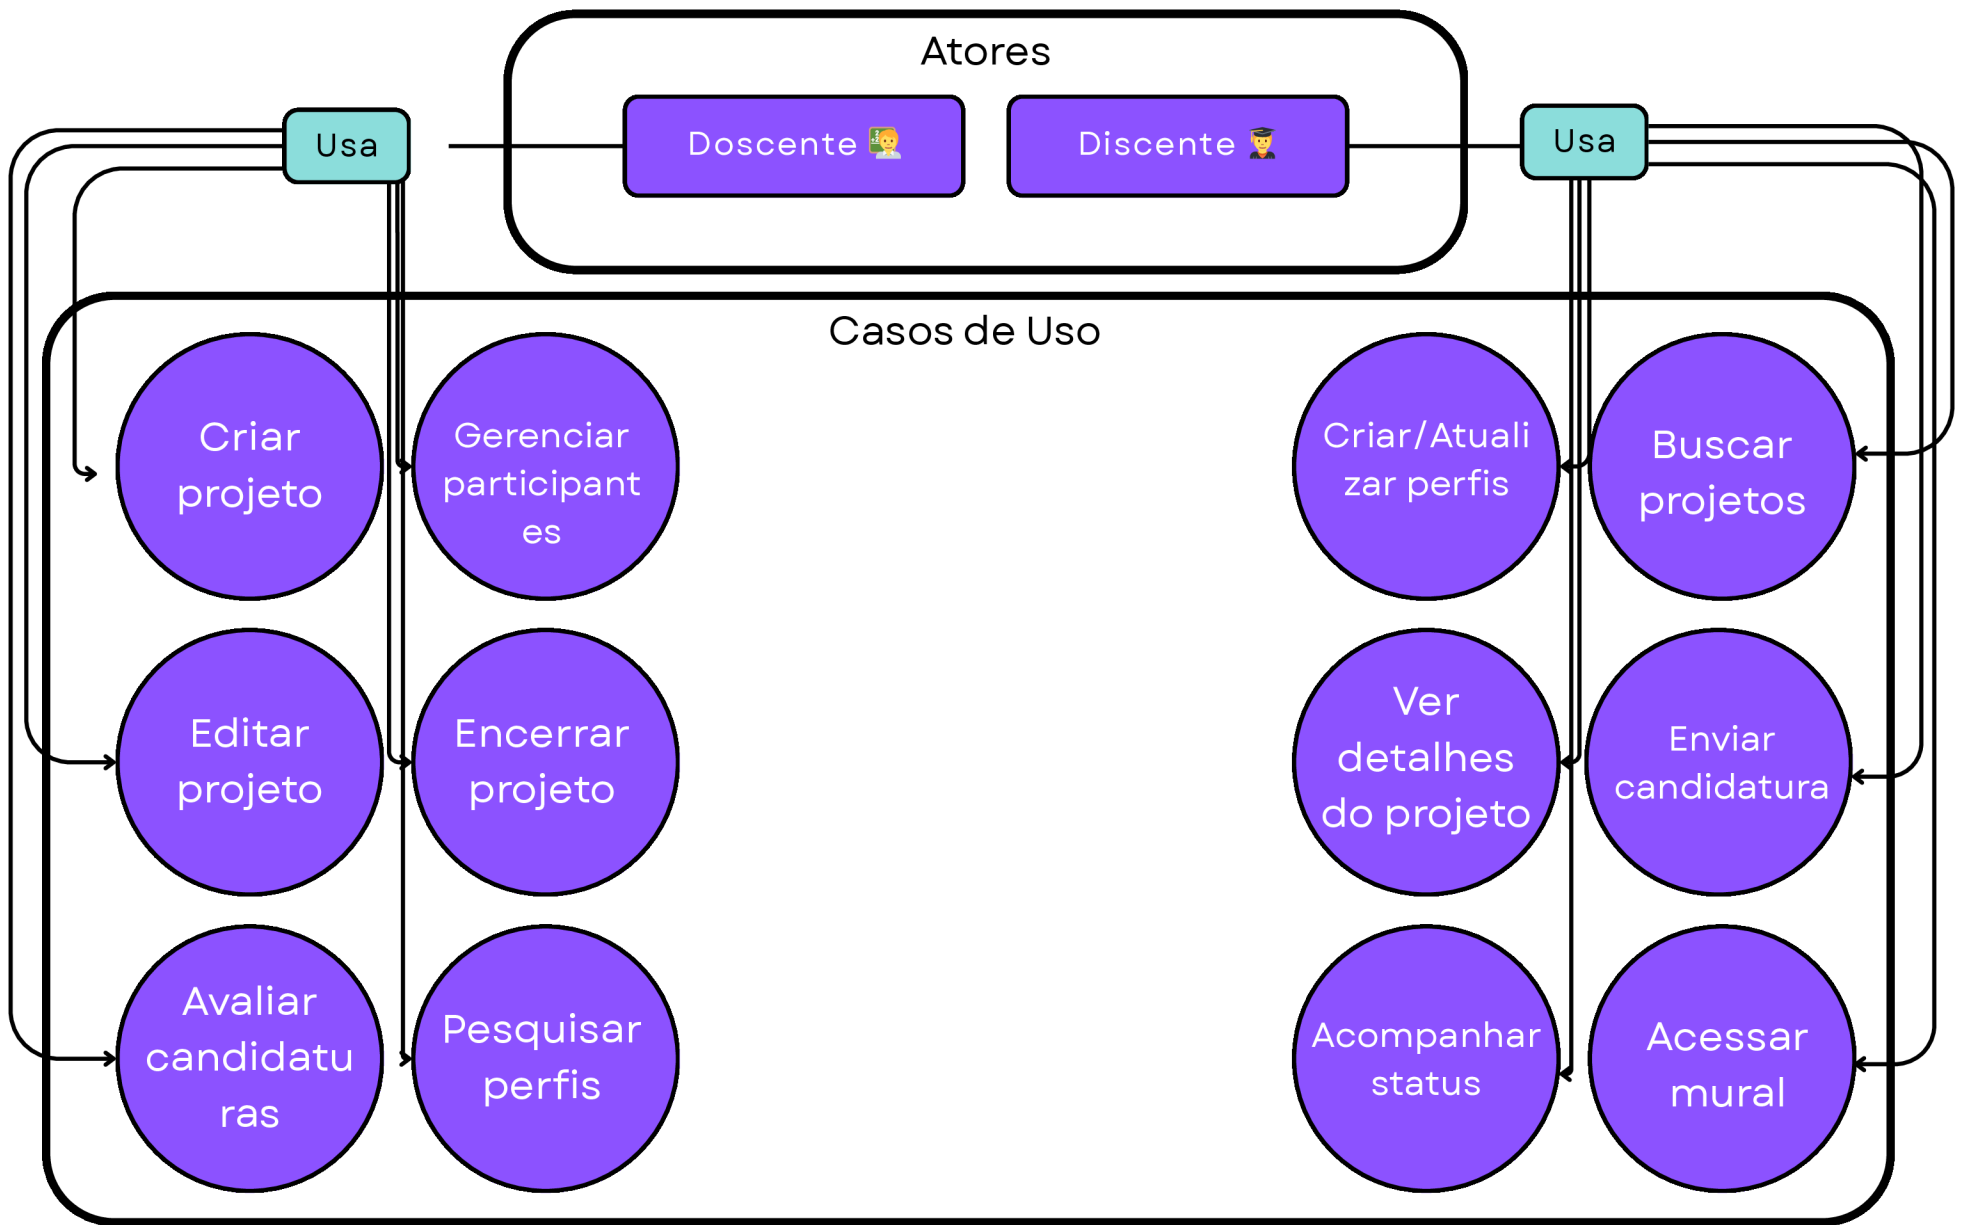 Atores
Usa
Doscente
Discente
Usa
Casos de Uso
Criar
projeto
Gerenciar
participant
es
Criar/Atuali
zar perfis
Buscar
projetos
Editar
projeto
Encerrar
projeto
Ver
detalhes
do projeto
Enviar
candidatura
Avaliar
candidatu
ras
Pesquisar
perfis
Acompanhar
status
Acessar
mural